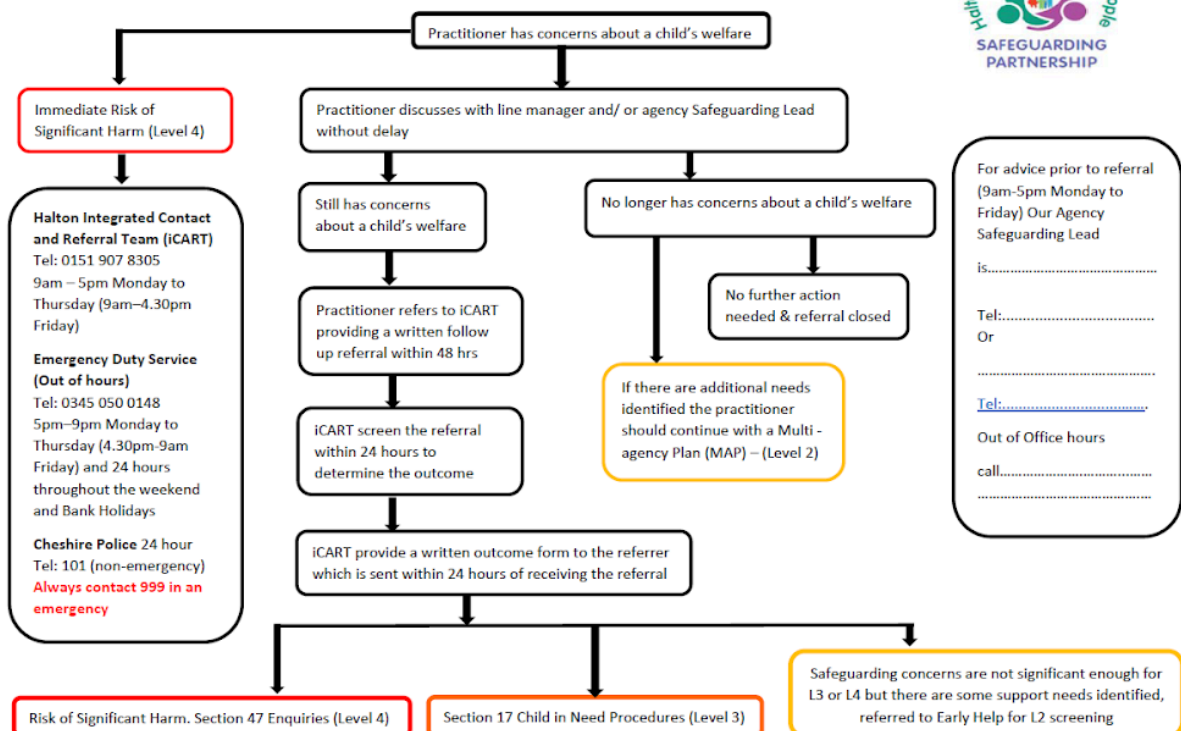 Halto
ople
SAFEGUARDING
PARTNERSHIP
Practitioner has concerns about a child's welfare
Immediate Risk of
Significant Harm (Level 4)
Practitioner discusses with line manager and/ or agency Safeguarding Lead
without delay
Halton Integrated Contact
and Referral Team (iCART)
Tel: 0151 907 8305
9am – 5pm Monday to
Thursday (9am–4.30pm
Friday)
Emergency Duty Service
(Out of hours)
Tel: 0345 050 0148
5pm–9pm Monday to
Thursday (4.30pm-9am
Friday) and 24 hours
throughout the weekend
and Bank Holidays
Cheshire Police 24 hour
Tel: 101 (non-emergency)
Always contact 999 in an
emergency
Still has concerns
about a child's welfare
No longer has concerns about a child's welfare
Practitioner refers to iCART
providing a written follow
up referral within 48 hrs
No further action
needed & referral closed
iCART screen the referral
within 24 hours to
determine the outcome
If there are additional needs
identified the practitioner
should continue with a Multi -
agency Plan (MAP) – (Level 2)
iCART provide a written outcome form to the referrer
which is sent within 24 hours of receiving the referral
For advice prior to referral
(9am-5pm Monday to
Friday) Our Agency
Safeguarding Lead
is..........................................
Tel:......................................
Or
............................................
Tel:......................................
Out of Office hours
call.......................................
............................................
Risk of Significant Harm. Section 47 Enquiries (Level 4)
Section 17 Child in Need Procedures (Level 3)
Safeguarding concerns are not significant enough for
L3 or L4 but there are some support needs identified,
referred to Early Help for L2 screening